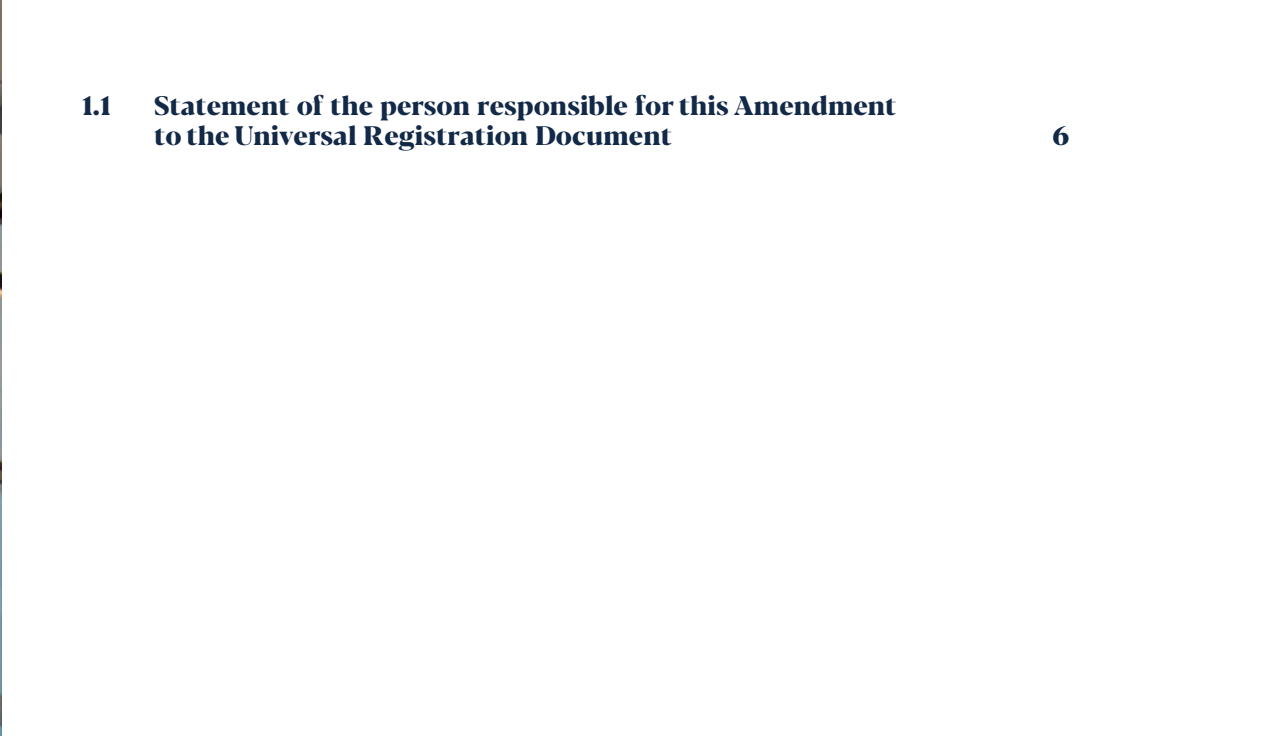 1.1 Statement of the person responsible for this Amendment
to the Universal Registration Document 6